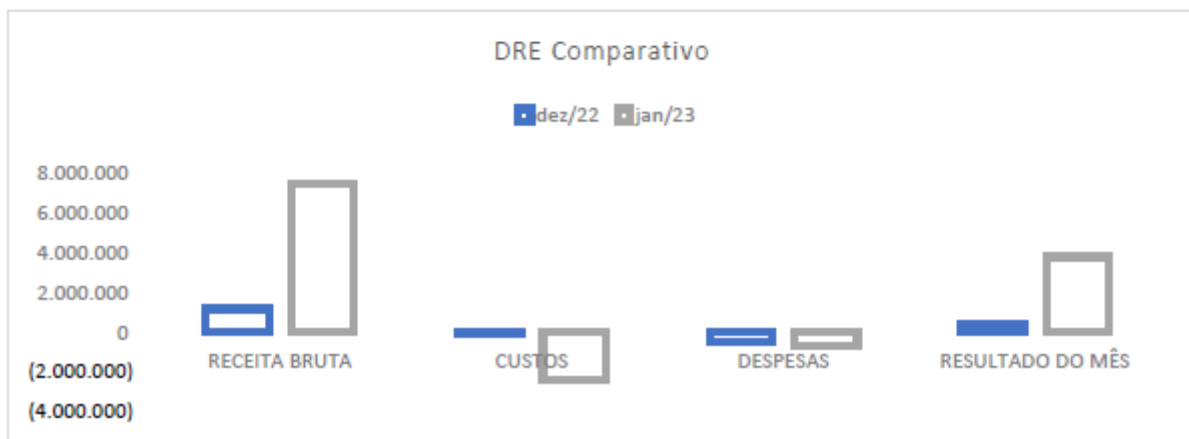 DRE Comparativo
dez/22 jan/23
8.000.000
6.000.000
4.000.000
2.000.000
0
RECEITA BRUTA CUSTOS DESPESAS RESULTADO DO MÊS
(2.000.000)
(4.000.000)